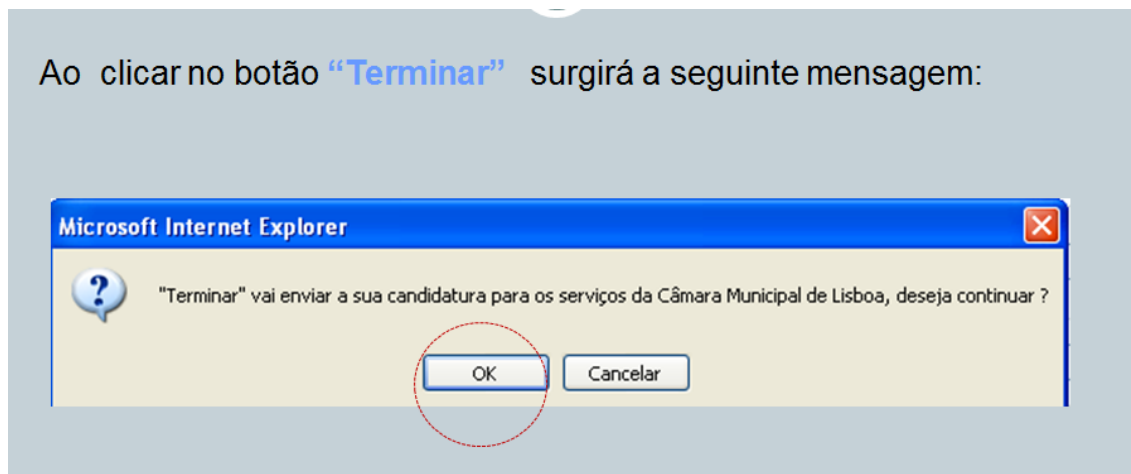 Ao clicar no botão “Terminar” surgirá a seguinte mensagem:
Microsoft Internet Explorer
"Terminar" vai enviar a sua candidatura para os serviços da Câmara Municipal de Lisboa, deseja continuar ?
OK
Cancelar